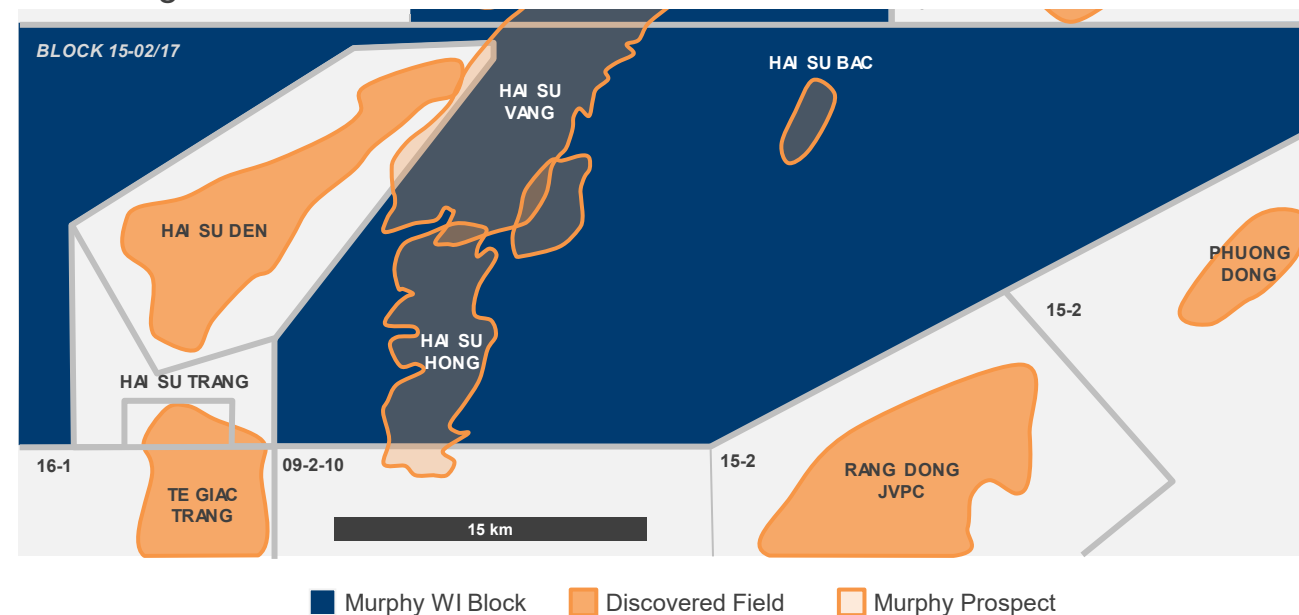 BLOCK 15-02/17
HAI SU BAC
HAI SU
VANG
HAI SU DEN
PHUONG
DONG
15-2
HAI SU
HONG
HAI SU TRANG
16-1
09-2-10
15-2
RANG DONG
JVPC
TE GIAC
TRANG
15 km
Murphy WI Block
Discovered Field
Murphy Prospect